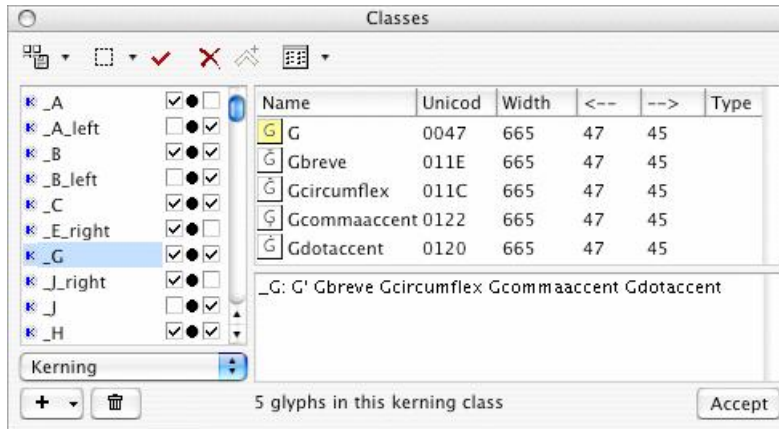 Classes
_A
_A_left
_B
_B_left
_C
_E_right
_G
_J_right
_J
_H
Kerning
Name Unicod Width <-- --> Type
G G 0047 665 47 45
Ğ Gbreve 011E 665 47 45
Ĝ Gcircumflex 011C 665 47 45
Ģ Gcommaaccent 0122 665 47 45
Ġ Gdotaccent 0120 665 47 45
_G: G' Gbreve Gcircumflex Gcommaaccent Gdotaccent
5 glyphs in this kerning class
Accept